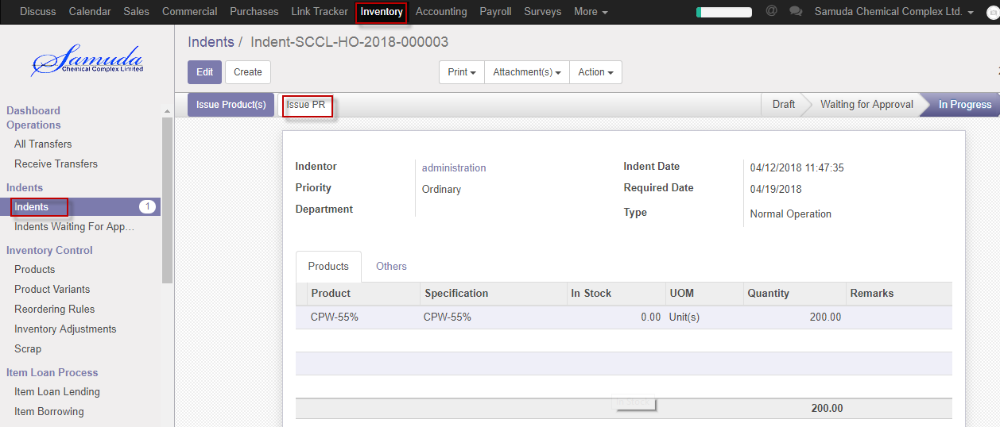 Discuss Calendar Sales Commercial Purchases Link Tracker Inventory Accounting Payroll Surveys More @ Samuda Chemical Complex Ltd.
Samuda
Chemical Complex Limited
Indents / Indent-SCCL-HO-2018-000003
Edit Create Print Attachment(s) Action
Issue Product(s) Issue PR Draft Waiting for Approval In Progress
Dashboard
Operations
All Transfers
Receive Transfers
Indents
Indents 1
Indents Waiting For App...
Inventory Control
Products
Product Variants
Reordering Rules
Inventory Adjustments
Scrap
Item Loan Process
Item Loan Lending
Item Borrowing
Indentor administration
Priority Ordinary
Department
Indent Date 04/12/2018 11:47:35
Required Date 04/19/2018
Type Normal Operation
Products Others
Product Specification In Stock UOM Quantity Remarks
CPW-55% CPW-55% 0.00 Unit(s) 200.00
In Stock
200.00